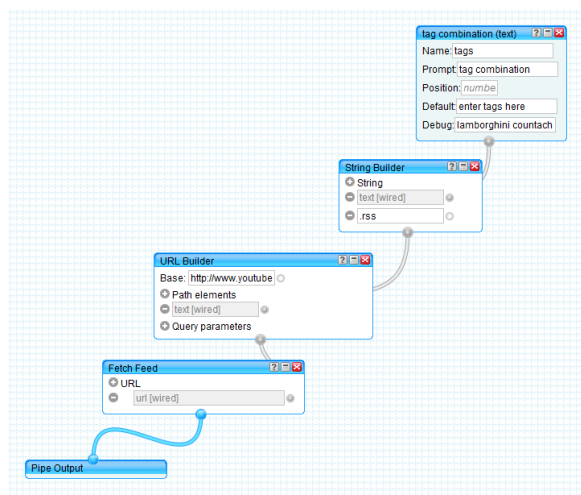 tag combination (text)
Name: tags
Prompt: tag combination
Position: numbe
Default: enter tags here
Debug: lamborghini countach
String Builder
String
text [wired]
.rss
URL Builder
Base: http://www.youtube
Path elements
text [wired]
Query parameters
Fetch Feed
URL
url [wired]
Pipe Output